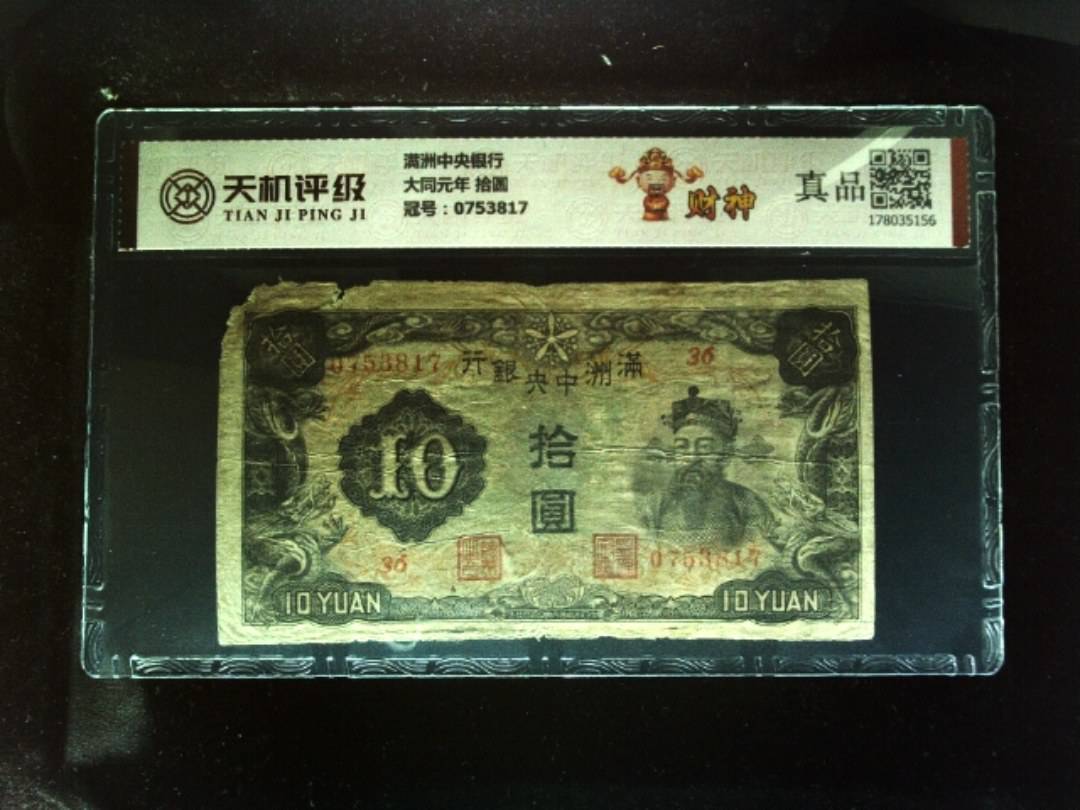 天机评级
TIAN JI PING JI
满洲中央银行
大同元年 拾圆
冠号：0753817
财神
真品
178035156
拾圓
0753817
行銀央中洲滿
36
拾圓
10
拾
圓
36
0753817
10 YUAN
10 YUAN